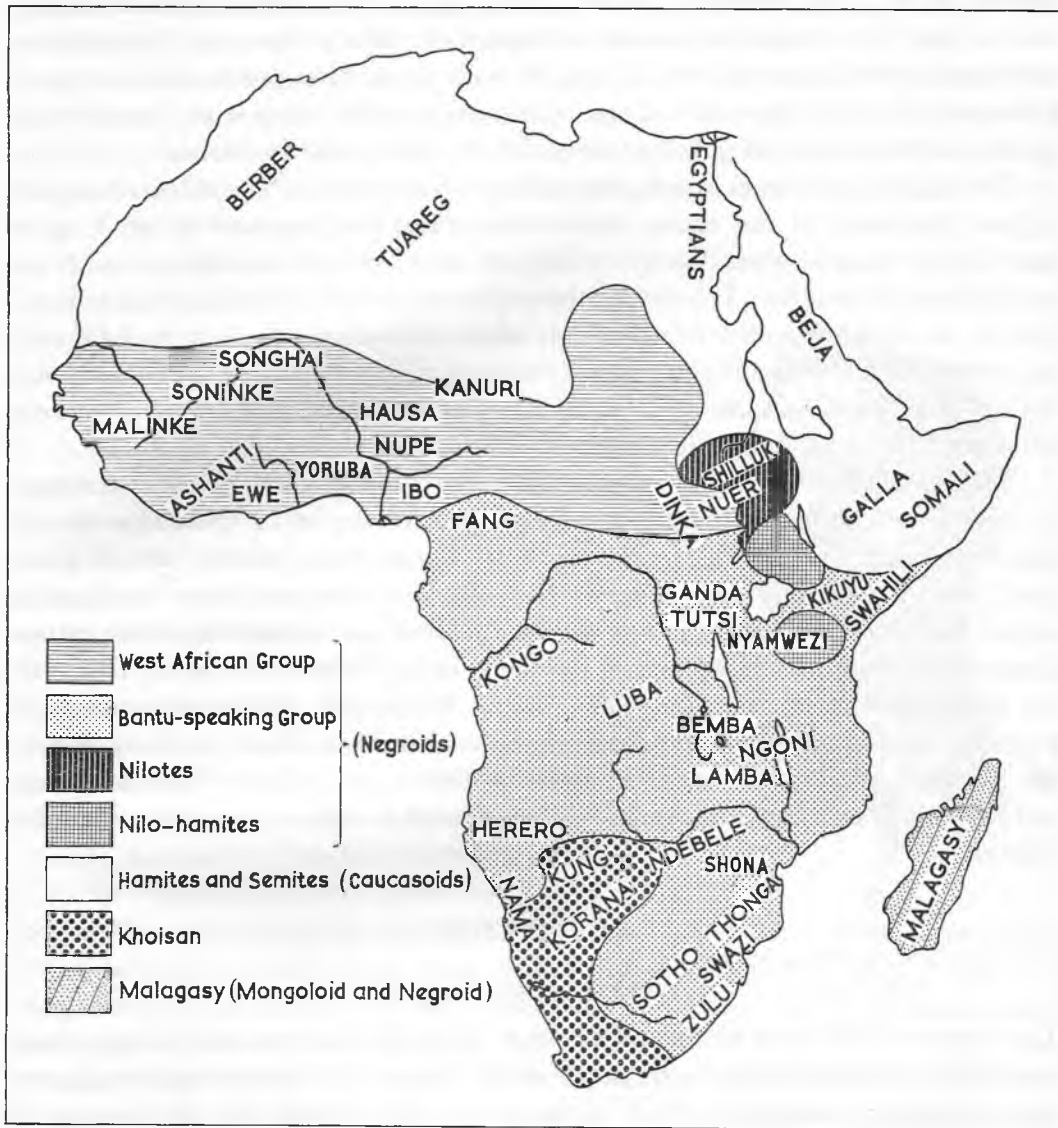 BERBER
TUAREG
EGYPTIANS
BEJA
SONGHAI
SONINKE
KANURI
MALINKE
HAUSA
NUPE
ASHANTI
EWE
YORUBA
IBO
SHILLUK
NUER
DINKA
GALLA
SOMALI
FANG
GANDA
TUTSI
KIKUYU
SWAHILI
NYAMWEZI
KONGO
LUBA
BEMBA
NGONI
LAMBA
HERERO
KUNG
NDEBELE
SHONA
NAMA
KORANA
THONGA
SOTHO
SWAZI
ZULU
MALAGASY
West African Group
Bantu-speaking Group
(Negroids)
Nilotes
Nilo-hamites
Hamites and Semites (Caucasoids)
Khoisan
Malagasy (Mongoloid and Negroid)